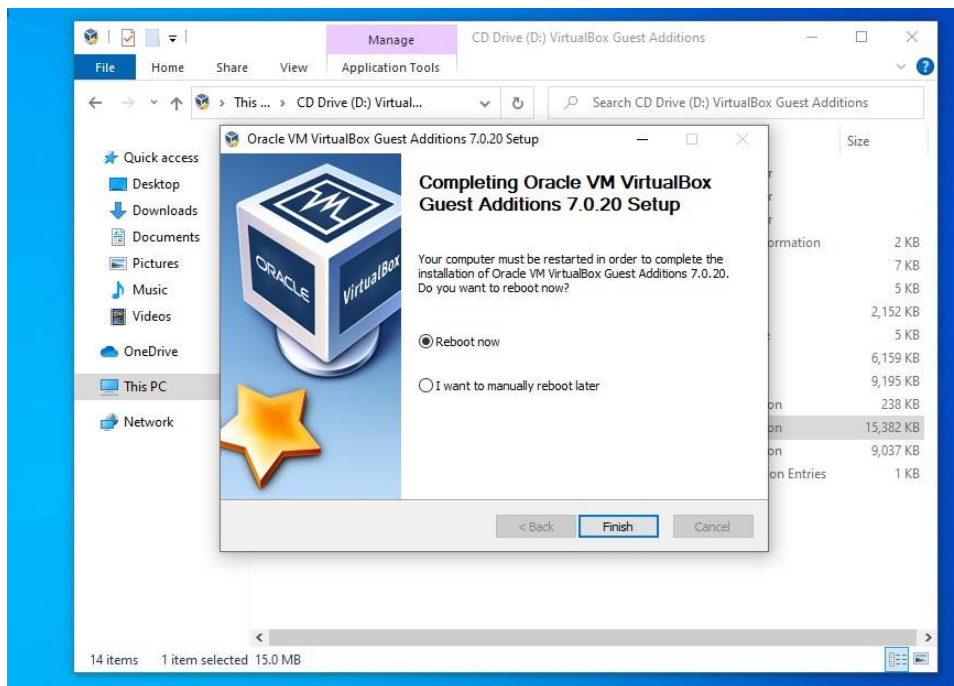 Manage
CD Drive (D:) VirtualBox Guest Additions
File
Home
Share
View
Application Tools
This ...
CD Drive (D:) Virtual...
Search CD Drive (D:) VirtualBox Guest Additions
Size
Quick access
Desktop
Downloads
Documents
Pictures
Music
Videos
OneDrive
This PC
Network
Oracle VM VirtualBox Guest Additions 7.0.20 Setup
ORACLE
VirtualBox
Completing Oracle VM VirtualBox
Guest Additions 7.0.20 Setup
Your computer must be restarted in order to complete the
installation of Oracle VM VirtualBox Guest Additions 7.0.20.
Do you want to reboot now?
Reboot now
I want to manually reboot later
< Back
Finish
Cancel
r
r
r
ormation 2 KB
7 KB
5 KB
2,152 KB
5 KB
6,159 KB
9,195 KB
on 238 KB
on 15,382 KB
on 9,037 KB
on Entries 1 KB
14 items
1 item selected 15.0 MB